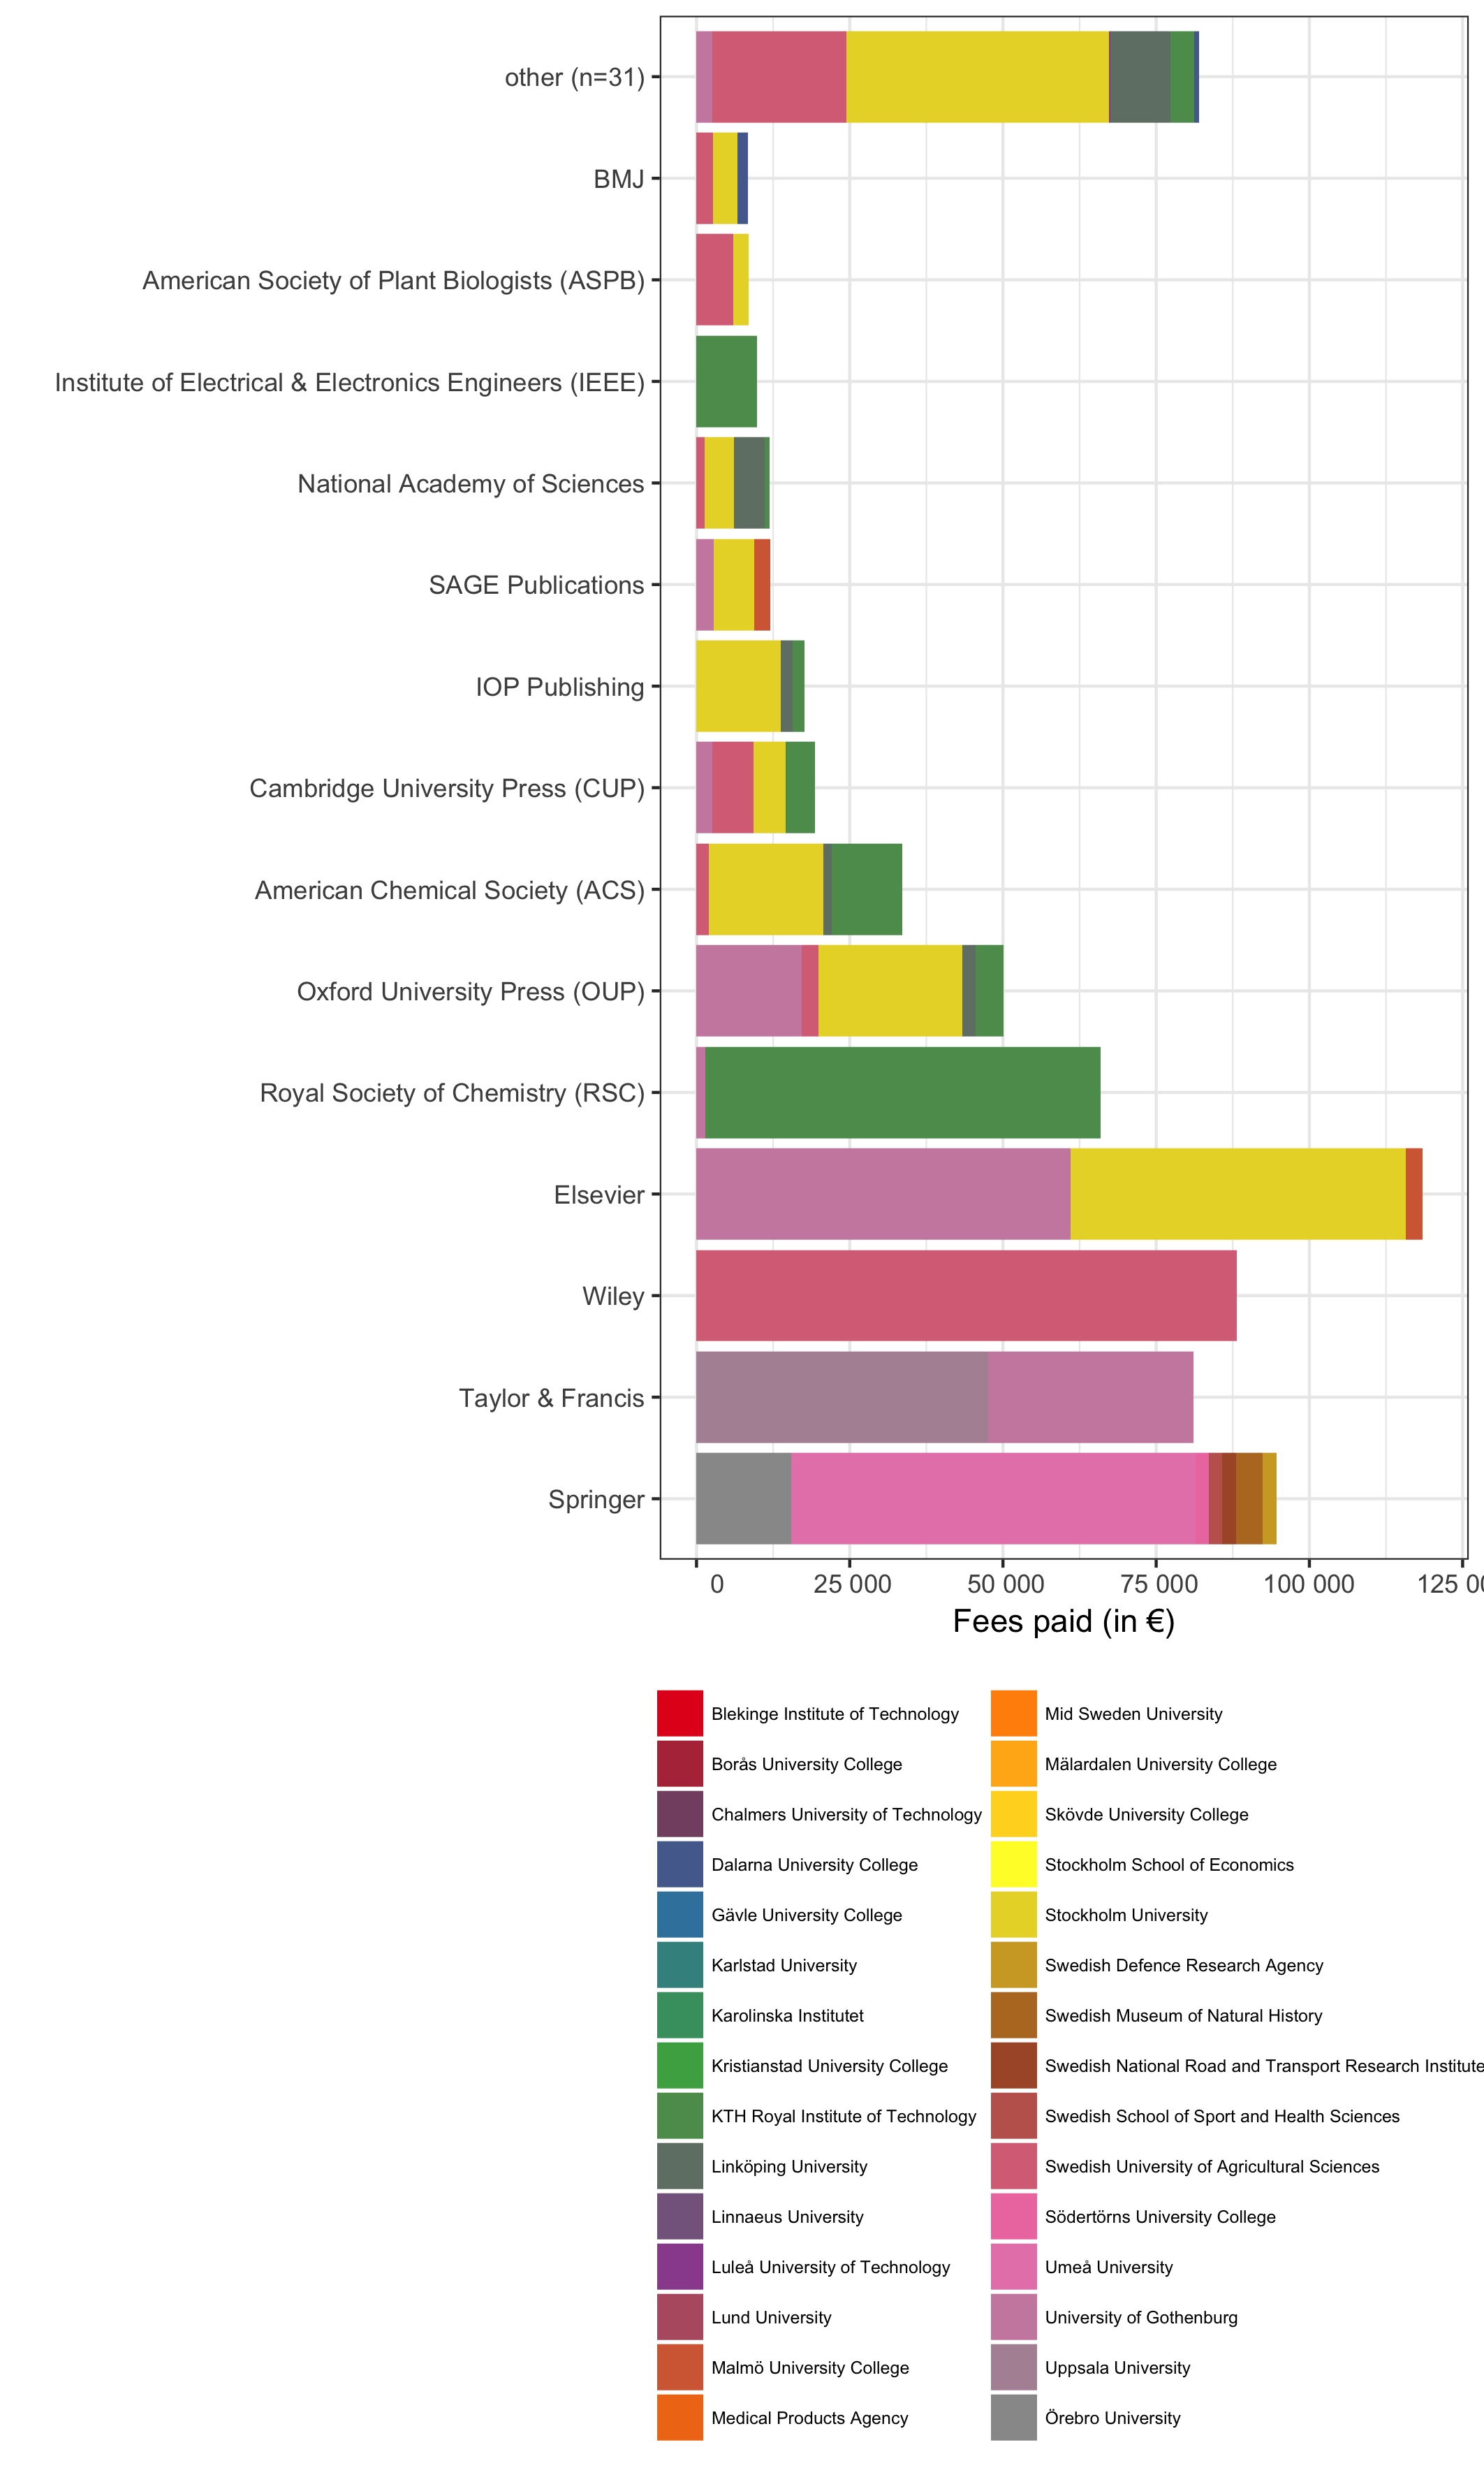 other (n=31)
BMJ
American Society of Plant Biologists (ASPB)
Institute of Electrical & Electronics Engineers (IEEE)
National Academy of Sciences
SAGE Publications
IOP Publishing
Cambridge University Press (CUP)
American Chemical Society (ACS)
Oxford University Press (OUP)
Royal Society of Chemistry (RSC)
Elsevier
Wiley
Taylor & Francis
Springer
0 25 000 50 000 75 000 100 000 125 00
Fees paid (in €)
Blekinge Institute of Technology
Borås University College
Chalmers University of Technology
Dalarna University College
Gävle University College
Karlstad University
Karolinska Institutet
Kristianstad University College
KTH Royal Institute of Technology
Linköping University
Linnaeus University
Luleå University of Technology
Lund University
Malmö University College
Medical Products Agency
Mid Sweden University
Mälardalen University College
Skövde University College
Stockholm School of Economics
Stockholm University
Swedish Defence Research Agency
Swedish Museum of Natural History
Swedish National Road and Transport Research Institute
Swedish School of Sport and Health Sciences
Swedish University of Agricultural Sciences
Södertörns University College
Umeå University
University of Gothenburg
Uppsala University
Örebro University